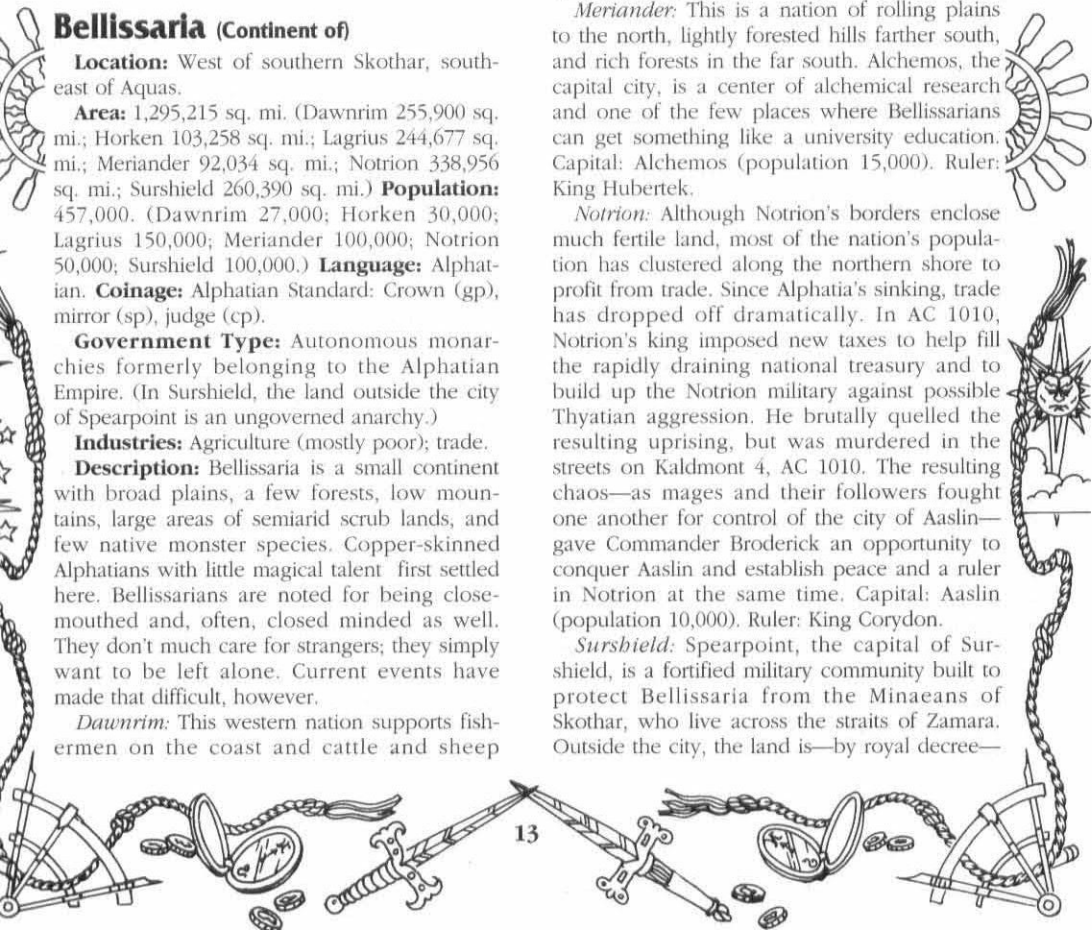 Bellissaria (Continent of)
Location: West of southern Skothar, south-
east of Aquas.
Area: 1,295,215 sq. mi. (Dawnrim 255,900 sq.
mi.; Horken 103,258 sq. mi.; Lagrius 244,677 sq.
mi.; Meriander 92,034 sq. mi.; Notrion 338,956
sq. mi.; Surshield 260,390 sq. mi.) Population:
457,000. (Dawnrim 27,000; Horken 30,000;
Lagrius 150,000; Meriander 100,000; Notrion
50,000; Surshield 100,000.) Language: Alphat-
ian. Coinage: Alphatian Standard: Crown (gp),
mirror (sp), judge (cp).
Government Type: Autonomous monar-
chies formerly belonging to the Alphatian
Empire. (In Surshield, the land outside the city
of Spearpoint is an ungoverned anarchy.)
Industries: Agriculture (mostly poor); trade.
Description: Bellissaria is a small continent
with broad plains, a few forests, low moun-
tains, large areas of semiarid scrub lands, and
few native monster species. Copper-skinned
Alphatians with little magical talent first settled
here. Bellissarians are noted for being close-
mouthed and, often, closed minded as well.
They don't much care for strangers; they simply
want to be left alone. Current events have
made that difficult, however.
Dawnrim: This western nation supports fish-
ermen on the coast and cattle and sheep
Meriander: This is a nation of rolling plains
to the north, lightly forested hills farther south,
and rich forests in the far south. Alchemos, the
capital city, is a center of alchemical research
and one of the few places where Bellissarians
can get something like a university education.
Capital: Alchemos (population 15,000). Ruler:
King Hubertek.
Notrion: Although Notrion's borders enclose
much fertile land, most of the nation's popula-
tion has clustered along the northern shore to
profit from trade. Since Alphatia's sinking, trade
has dropped off dramatically. In AC 1010,
Notrion's king imposed new taxes to help fill
the rapidly draining national treasury and to
build up the Notrion military against possible
Thyatian aggression. He brutally quelled the
resulting uprising, but was murdered in the
streets on Kaldmont 4, AC 1010. The resulting
chaos—as mages and their followers fought
one another for control of the city of Aaslin—
gave Commander Broderick an opportunity to
conquer Aaslin and establish peace and a ruler
in Notrion at the same time. Capital: Aaslin
(population 10,000). Ruler: King Corydon.
Surshield: Spearpoint, the capital of Sur-
shield, is a fortified military community built to
protect Bellissaria from the Minaeans of
Skothar, who live across the straits of Zamara.
Outside the city, the land is—by royal decree—
13